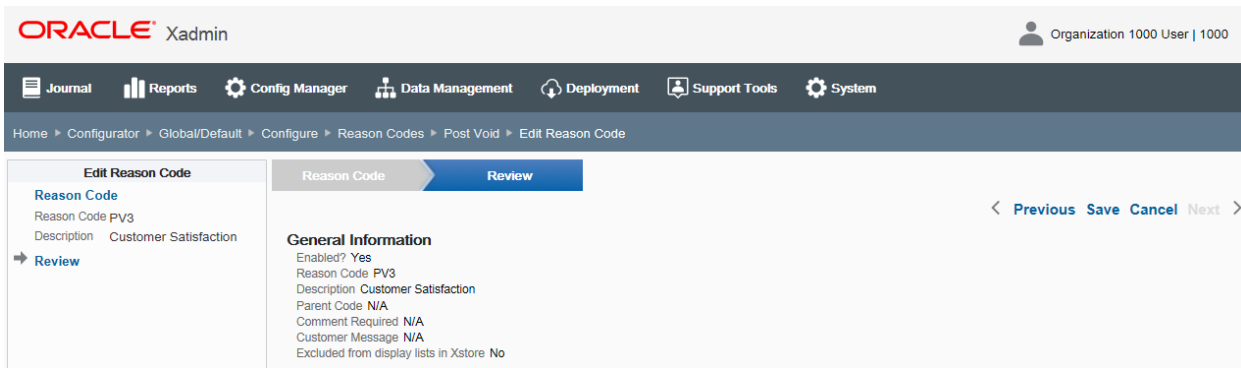 ORACLE Xadmin
Organization 1000 User | 1000
Journal Reports Config Manager Data Management Deployment Support Tools System
Home ▸ Configurator ▸ Global/Default ▸ Configure ▸ Reason Codes ▸ Post Void ▸ Edit Reason Code
Edit Reason Code
Reason Code
Reason Code PV3
Description Customer Satisfaction
Review
Reason Code Review
Previous Save Cancel Next
General Information
Enabled? Yes
Reason Code PV3
Description Customer Satisfaction
Parent Code N/A
Comment Required N/A
Customer Message N/A
Excluded from display lists in Xstore No